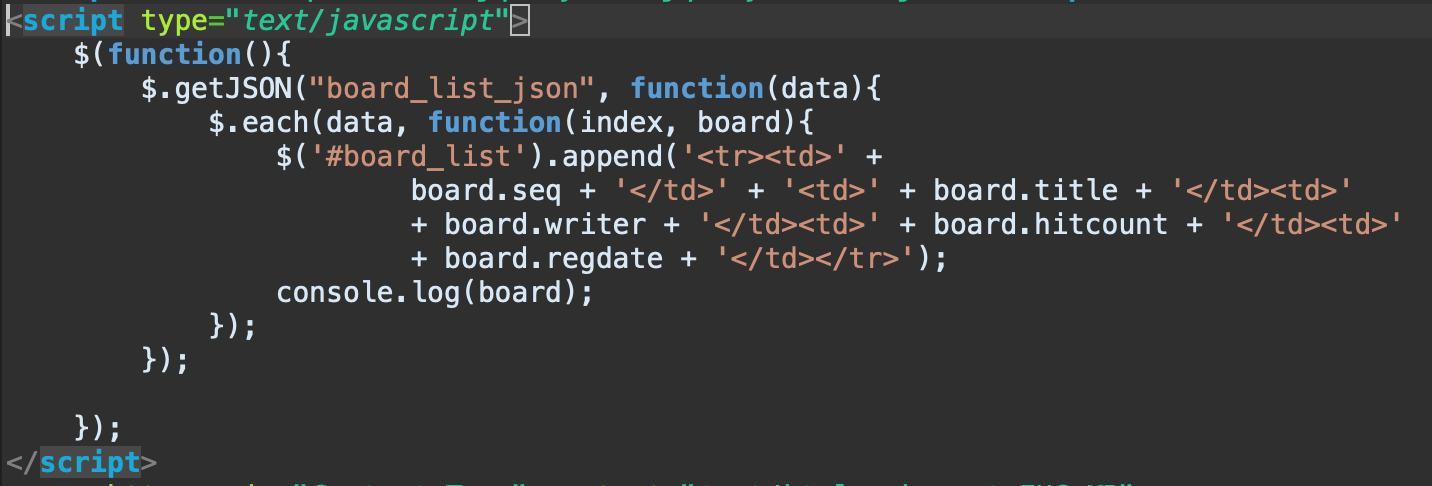 <script type="text/javascript">
    $(function(){
        $.getJSON("board_list_json", function(data){
            $.each(data, function(index, board){
                $('#board_list').append('<tr><td>' +
                        board.seq + '</td>' + '<td>' + board.title + '</td><td>'
                        + board.writer + '</td><td>' + board.hitcount + '</td><td>'
                        + board.regdate + '</td></tr>');
                console.log(board);
            });
        });

    });
</script>